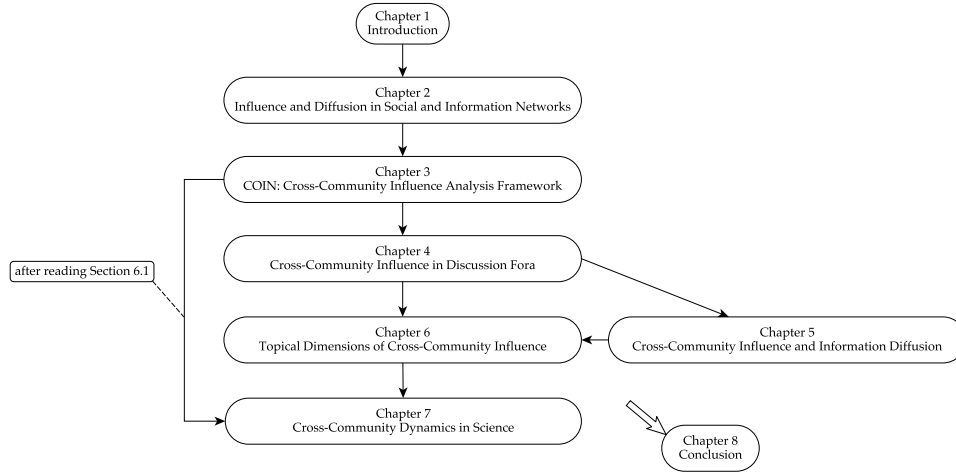 Chapter 1
Introduction
Chapter 2
Influence and Diffusion in Social and Information Networks
Chapter 3
COIN: Cross-Community Influence Analysis Framework
Chapter 4
Cross-Community Influence in Discussion Fora
after reading Section 6.1
Chapter 6
Topical Dimensions of Cross-Community Influence
Chapter 5
Cross-Community Influence and Information Diffusion
Chapter 7
Cross-Community Dynamics in Science
Chapter 8
Conclusion